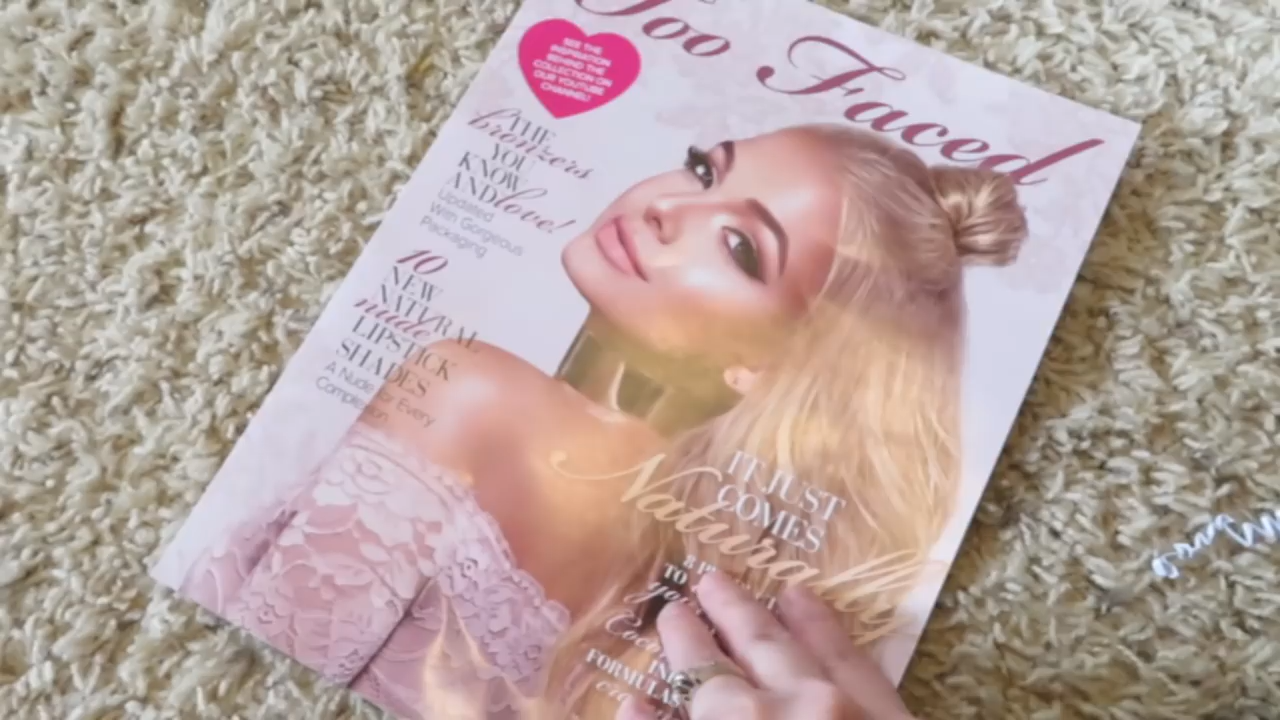 Too Faced
SEE THE
INSPIRATION
BEHIND THE
COLLECTION ON
OUR YOUTUBE
CHANNEL!
THE
bronzers
YOU
KNOW
AND love!
Updated
With Gorgeous
Packaging
10
NEW
NATURAL
nude
LIPSTICK
SHADES
A Nude for Every
Complexion
IT JUST
COMES
Naturally
TO
FORMULAS